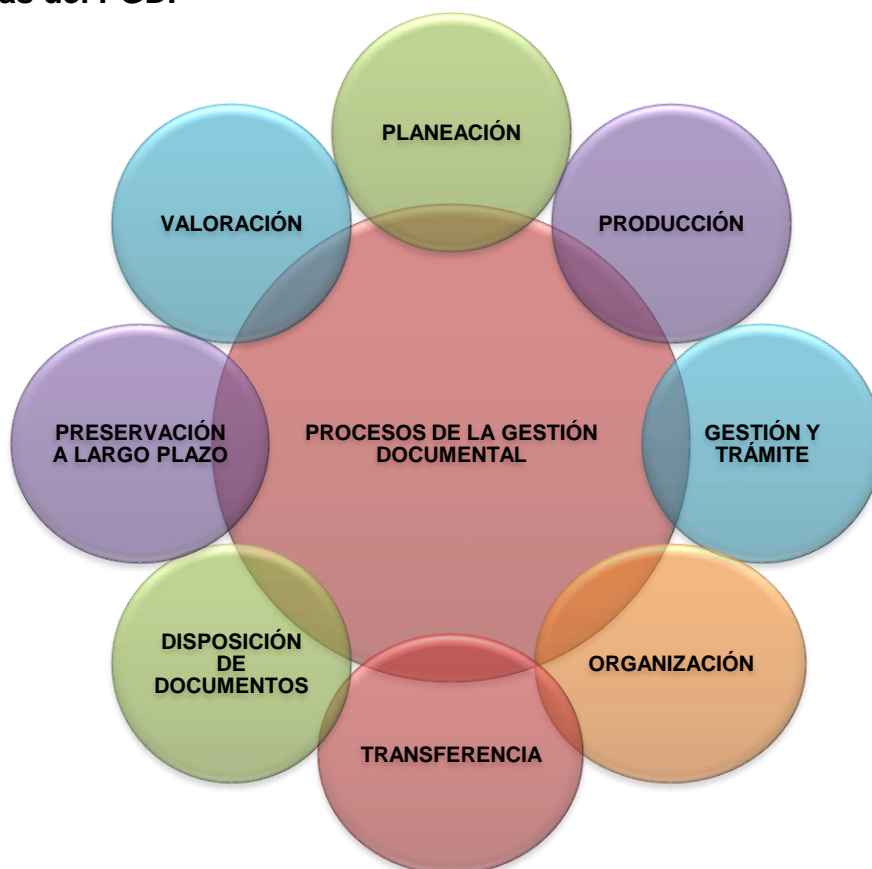 PLANEACIÓN
PRODUCCIÓN
GESTIÓN Y
TRÁMITE
ORGANIZACIÓN
TRANSFERENCIA
DISPOSICIÓN
DE
DOCUMENTOS
PRESERVACIÓN
A LARGO PLAZO
VALORACIÓN
PROCESOS DE LA GESTIÓN
DOCUMENTAL